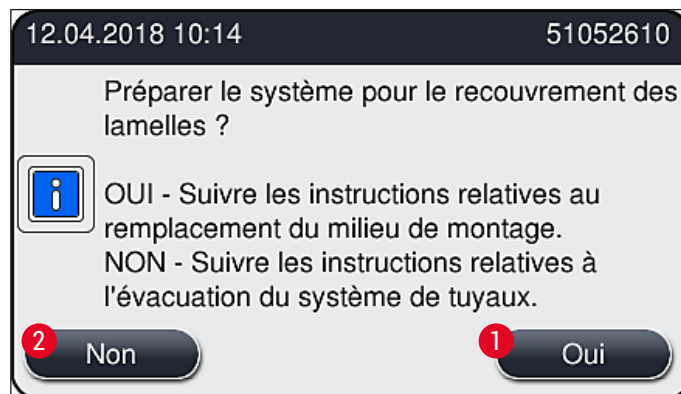 12.04.2018 10:14 51052610
Préparer le système pour le recouvrement des
lamelles ?
i
OUI - Suivre les instructions relatives au
remplacement du milieu de montage.
NON - Suivre les instructions relatives à
l'évacuation du système de tuyaux.
2 Non 1 Oui